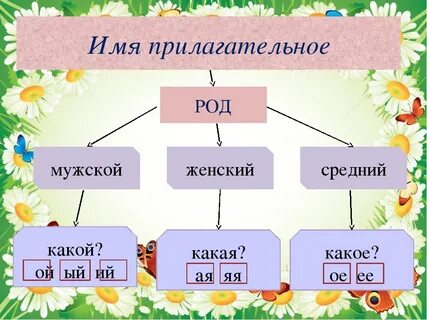 Имя прилагательное
РОД
мужской женский средний
какой? какая? какое?
ой ый ий ая яя ое ее